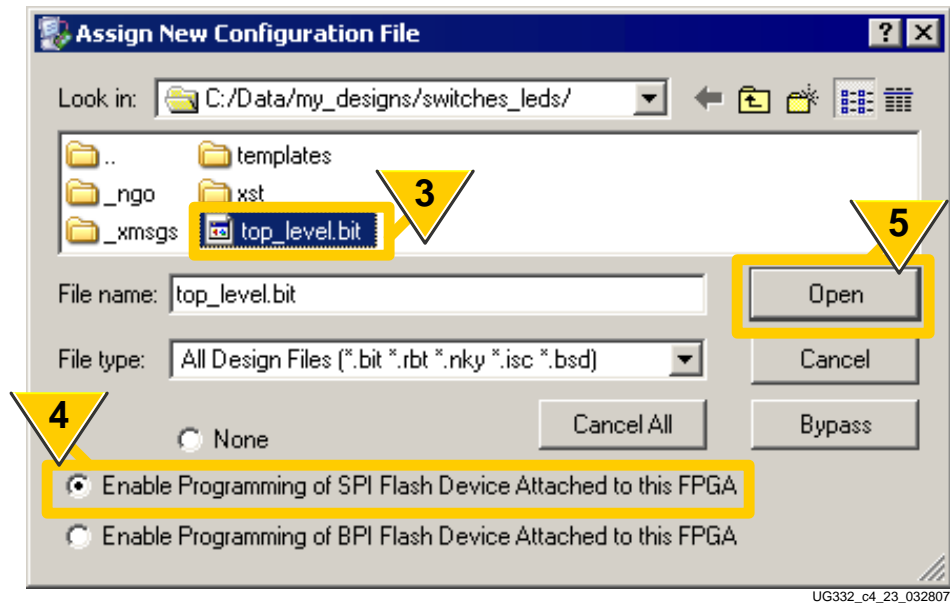 Assign New Configuration File
Look in: C:/Data/my_designs/switches_leds/
.. templates
_ngo xst
_xmsgs top_level.bit
3
5
File name: top_level.bit Open
File type: All Design Files (*.bit *.rbt *.nky *.isc *.bsd) Cancel
4
None Cancel All Bypass
Enable Programming of SPI Flash Device Attached to this FPGA
Enable Programming of BPI Flash Device Attached to this FPGA
UG332_c4_23_032807